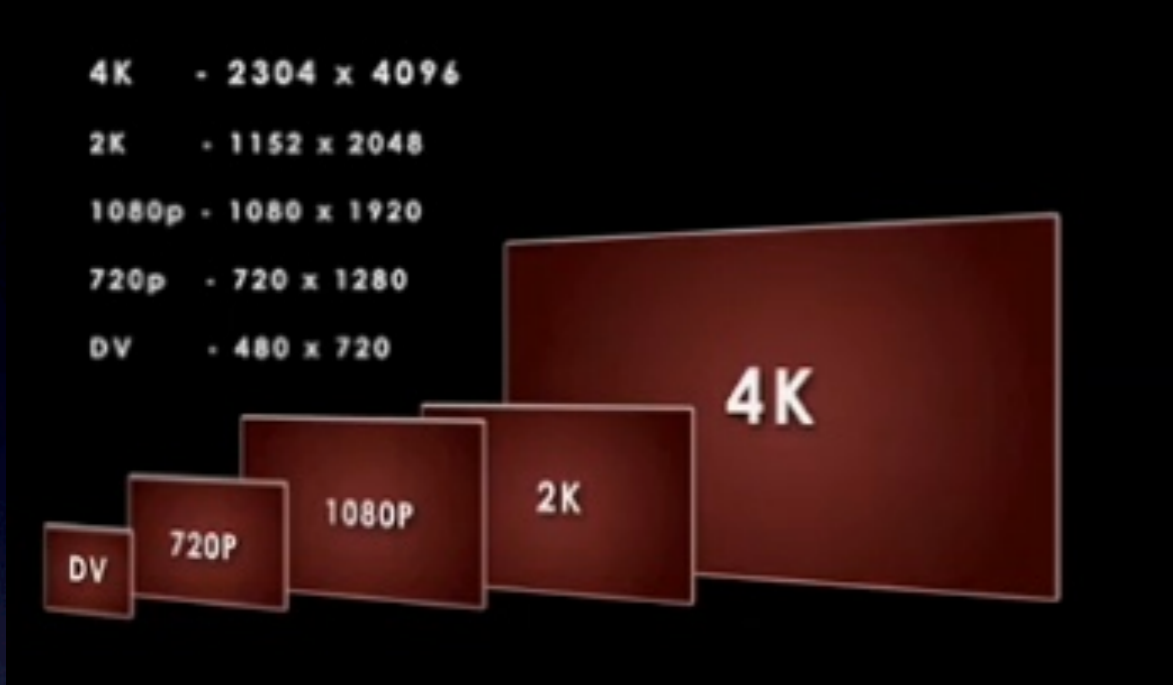 4K - 2304 x 4096
2K - 1152 x 2048
1080p - 1080 x 1920
720p - 720 x 1280
DV - 480 x 720
4K
2K
1080P
720P
DV